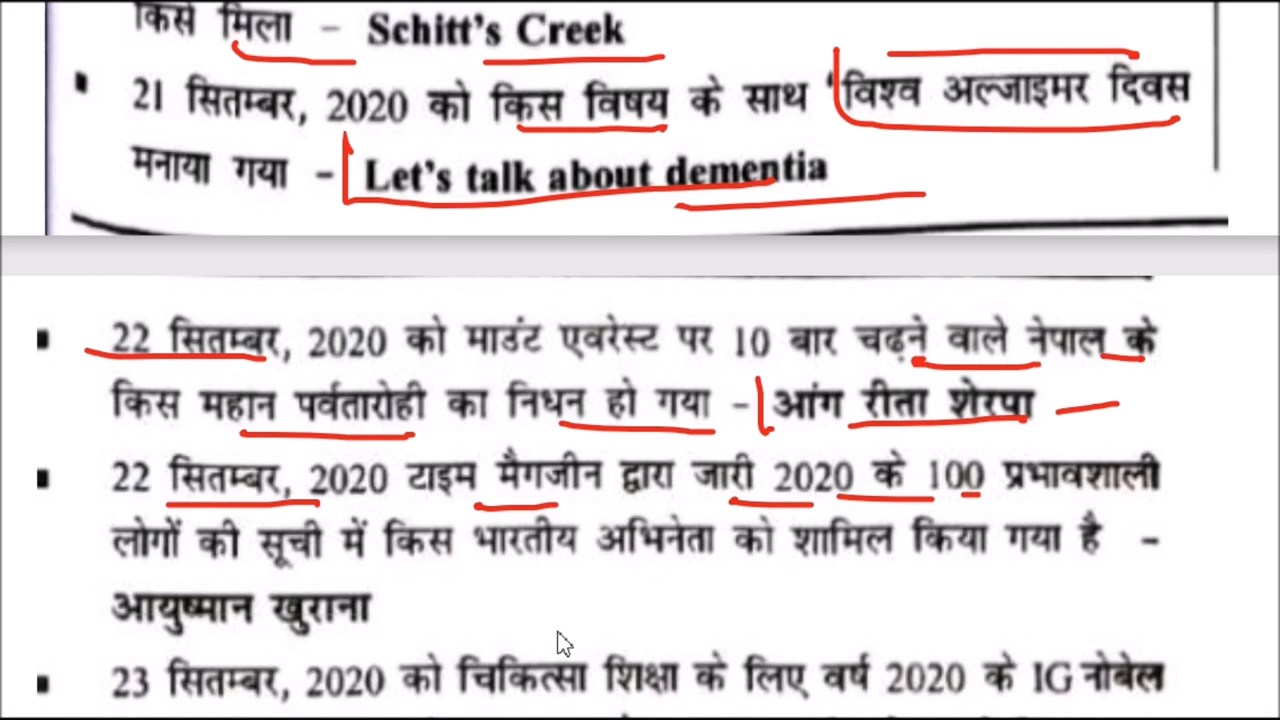 किसे मिला – Schitt's Creek
▪ 21 सितम्बर, 2020 को किस विषय के साथ 'विश्व अल्जाइमर दिवस
मनाया गया – Let's talk about dementia
▪ 22 सितम्बर, 2020 को माउंट एवरेस्ट पर 10 बार चढ़ने वाले नेपाल के
किस महान पर्वतारोही का निधन हो गया – आंग रीता शेरपा
▪ 22 सितम्बर, 2020 टाइम मैगजीन द्वारा जारी 2020 के 100 प्रभावशाली
लोगों की सूची में किस भारतीय अभिनेता को शामिल किया गया है –
आयुष्मान खुराना
▪ 23 सितम्बर, 2020 को चिकित्सा शिक्षा के लिए वर्ष 2020 के IG नोबेल